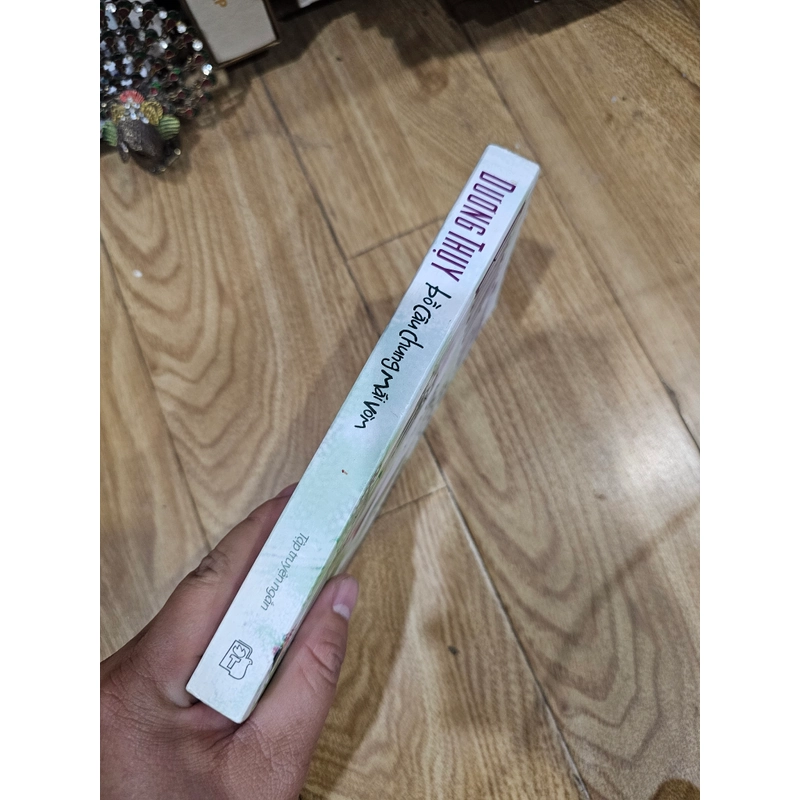 DƯƠNG THỤY
bồ câu chung mái vòm
Tập truyện ngắn